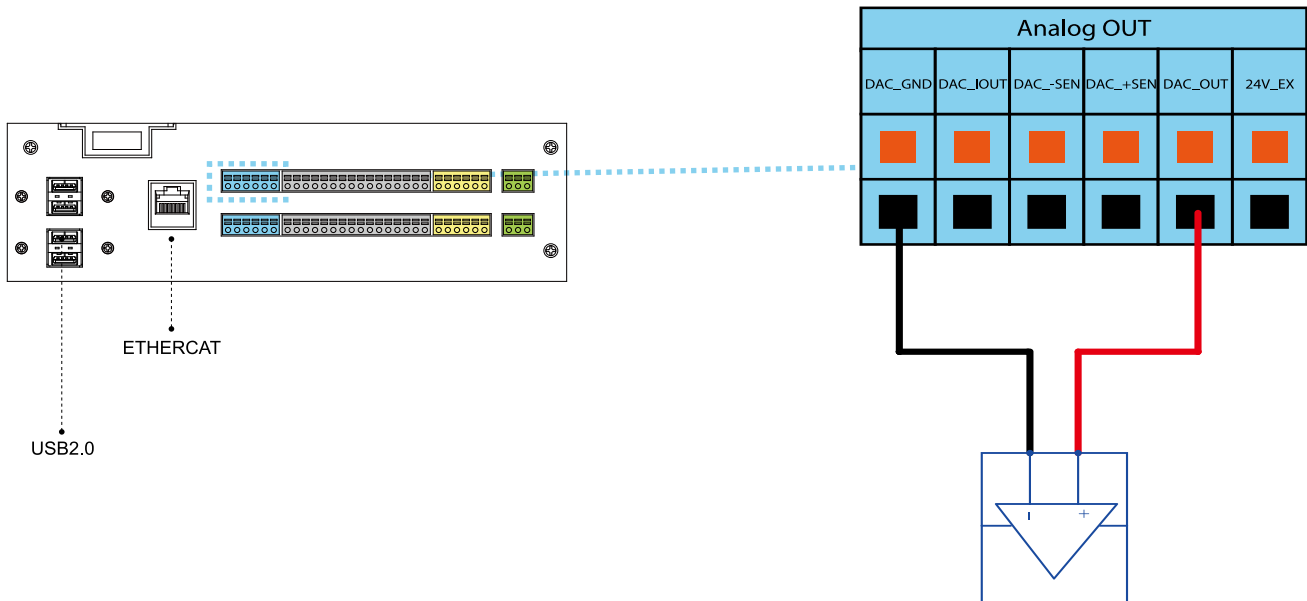 Analog OUT
DAC_GND DAC_IOUT DAC_-SEN DAC_+SEN DAC_OUT 24V_EX
ETHERCAT
USB2.0
- +